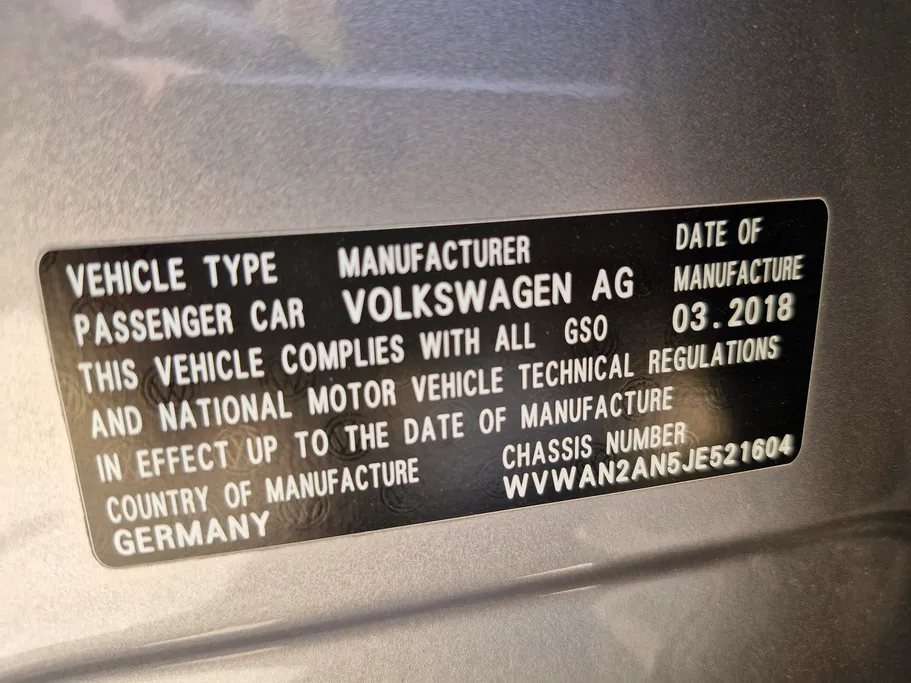 VEHICLE TYPE MANUFACTURER DATE OF
PASSENGER CAR VOLKSWAGEN AG MANUFACTURE
THIS VEHICLE COMPLIES WITH ALL GSO 03.2018
AND NATIONAL MOTOR VEHICLE TECHNICAL REGULATIONS
IN EFFECT UP TO THE DATE OF MANUFACTURE
COUNTRY OF MANUFACTURE CHASSIS NUMBER
GERMANY WVWAN2AN5JE521604